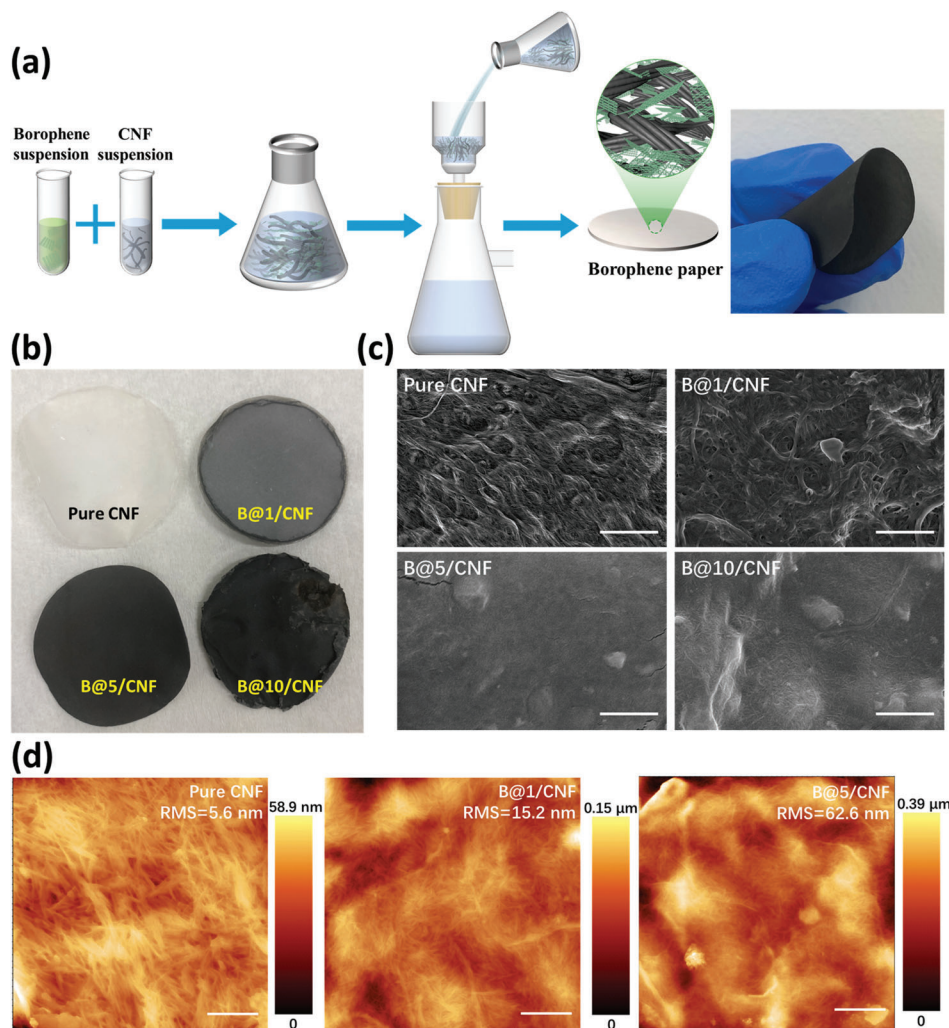 (a)
Borophene
suspension
CNF
suspension
Borophene paper
(b)
Pure CNF
B@1/CNF
B@5/CNF
B@10/CNF
(c)
Pure CNF
B@1/CNF
B@5/CNF
B@10/CNF
(d)
Pure CNF
RMS=5.6 nm
58.9 nm
0
B@1/CNF
RMS=15.2 nm
0.15 μm
0
B@5/CNF
RMS=62.6 nm
0.39 μm
0